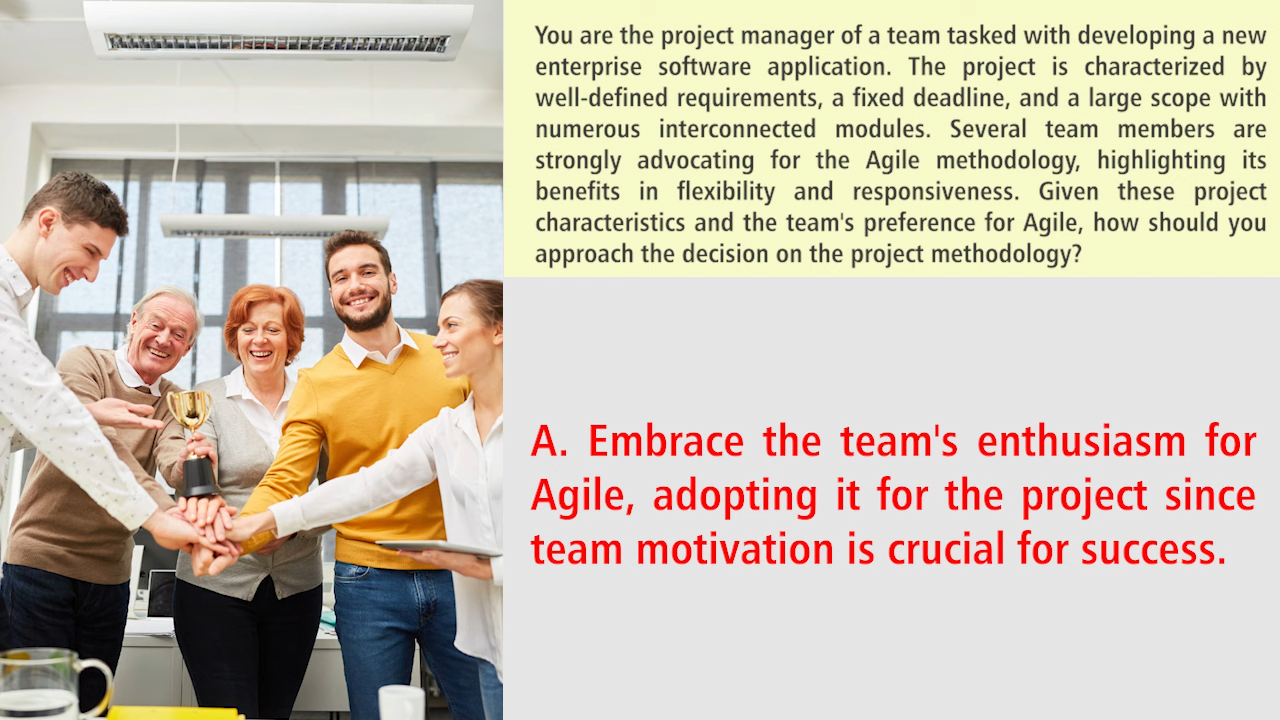 You are the project manager of a team tasked with developing a new
enterprise software application. The project is characterized by
well-defined requirements, a fixed deadline, and a large scope with
numerous interconnected modules. Several team members are
strongly advocating for the Agile methodology, highlighting its
benefits in flexibility and responsiveness. Given these project
characteristics and the team's preference for Agile, how should you
approach the decision on the project methodology?
A. Embrace the team's enthusiasm for
Agile, adopting it for the project since
team motivation is crucial for success.